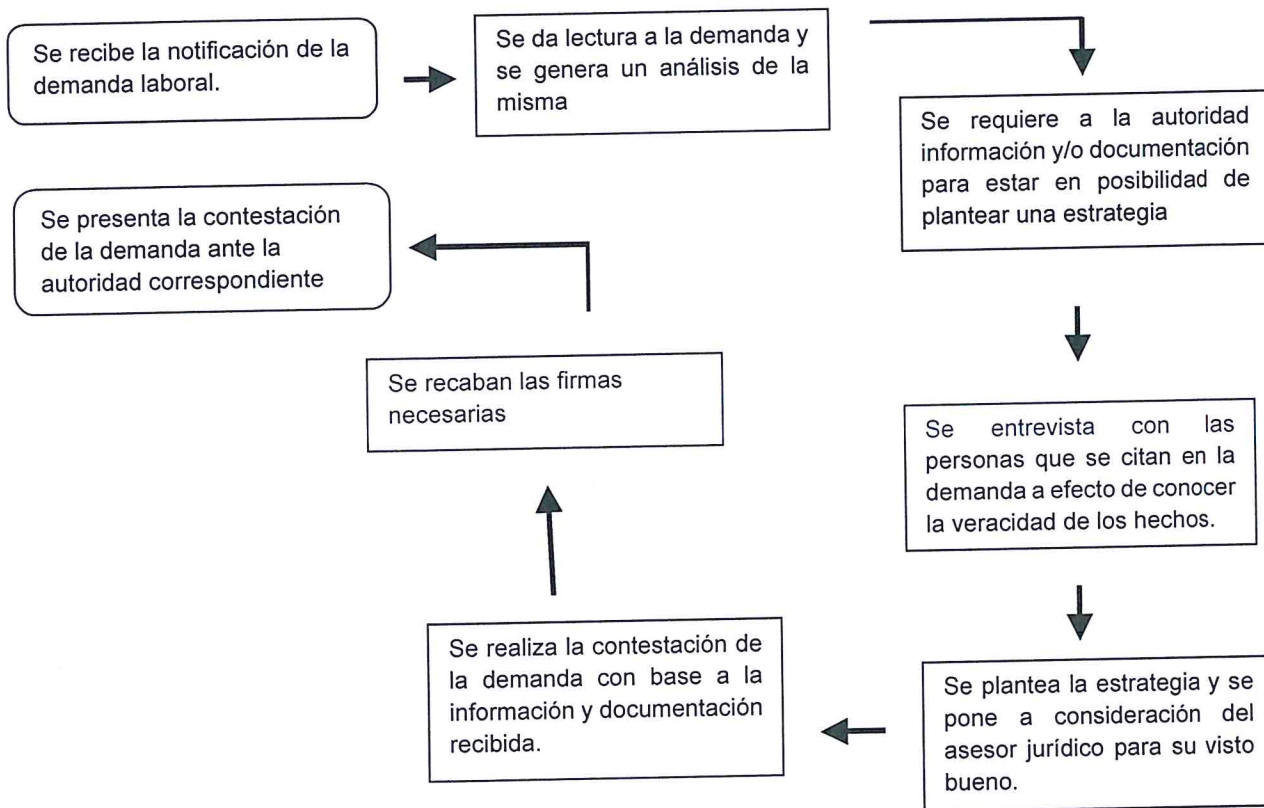 Se recibe la notificación de la
demanda laboral.
Se da lectura a la demanda y
se genera un análisis de la
misma
Se requiere a la autoridad
información y/o documentación
para estar en posibilidad de
plantear una estrategia
Se entrevista con las
personas que se citan en la
demanda a efecto de conocer
la veracidad de los hechos.
Se plantea la estrategia y se
pone a consideración del
asesor jurídico para su visto
bueno.
Se realiza la contestación de
la demanda con base a la
información y documentación
recibida.
Se recaban las firmas
necesarias
Se presenta la contestación
de la demanda ante la
autoridad correspondiente